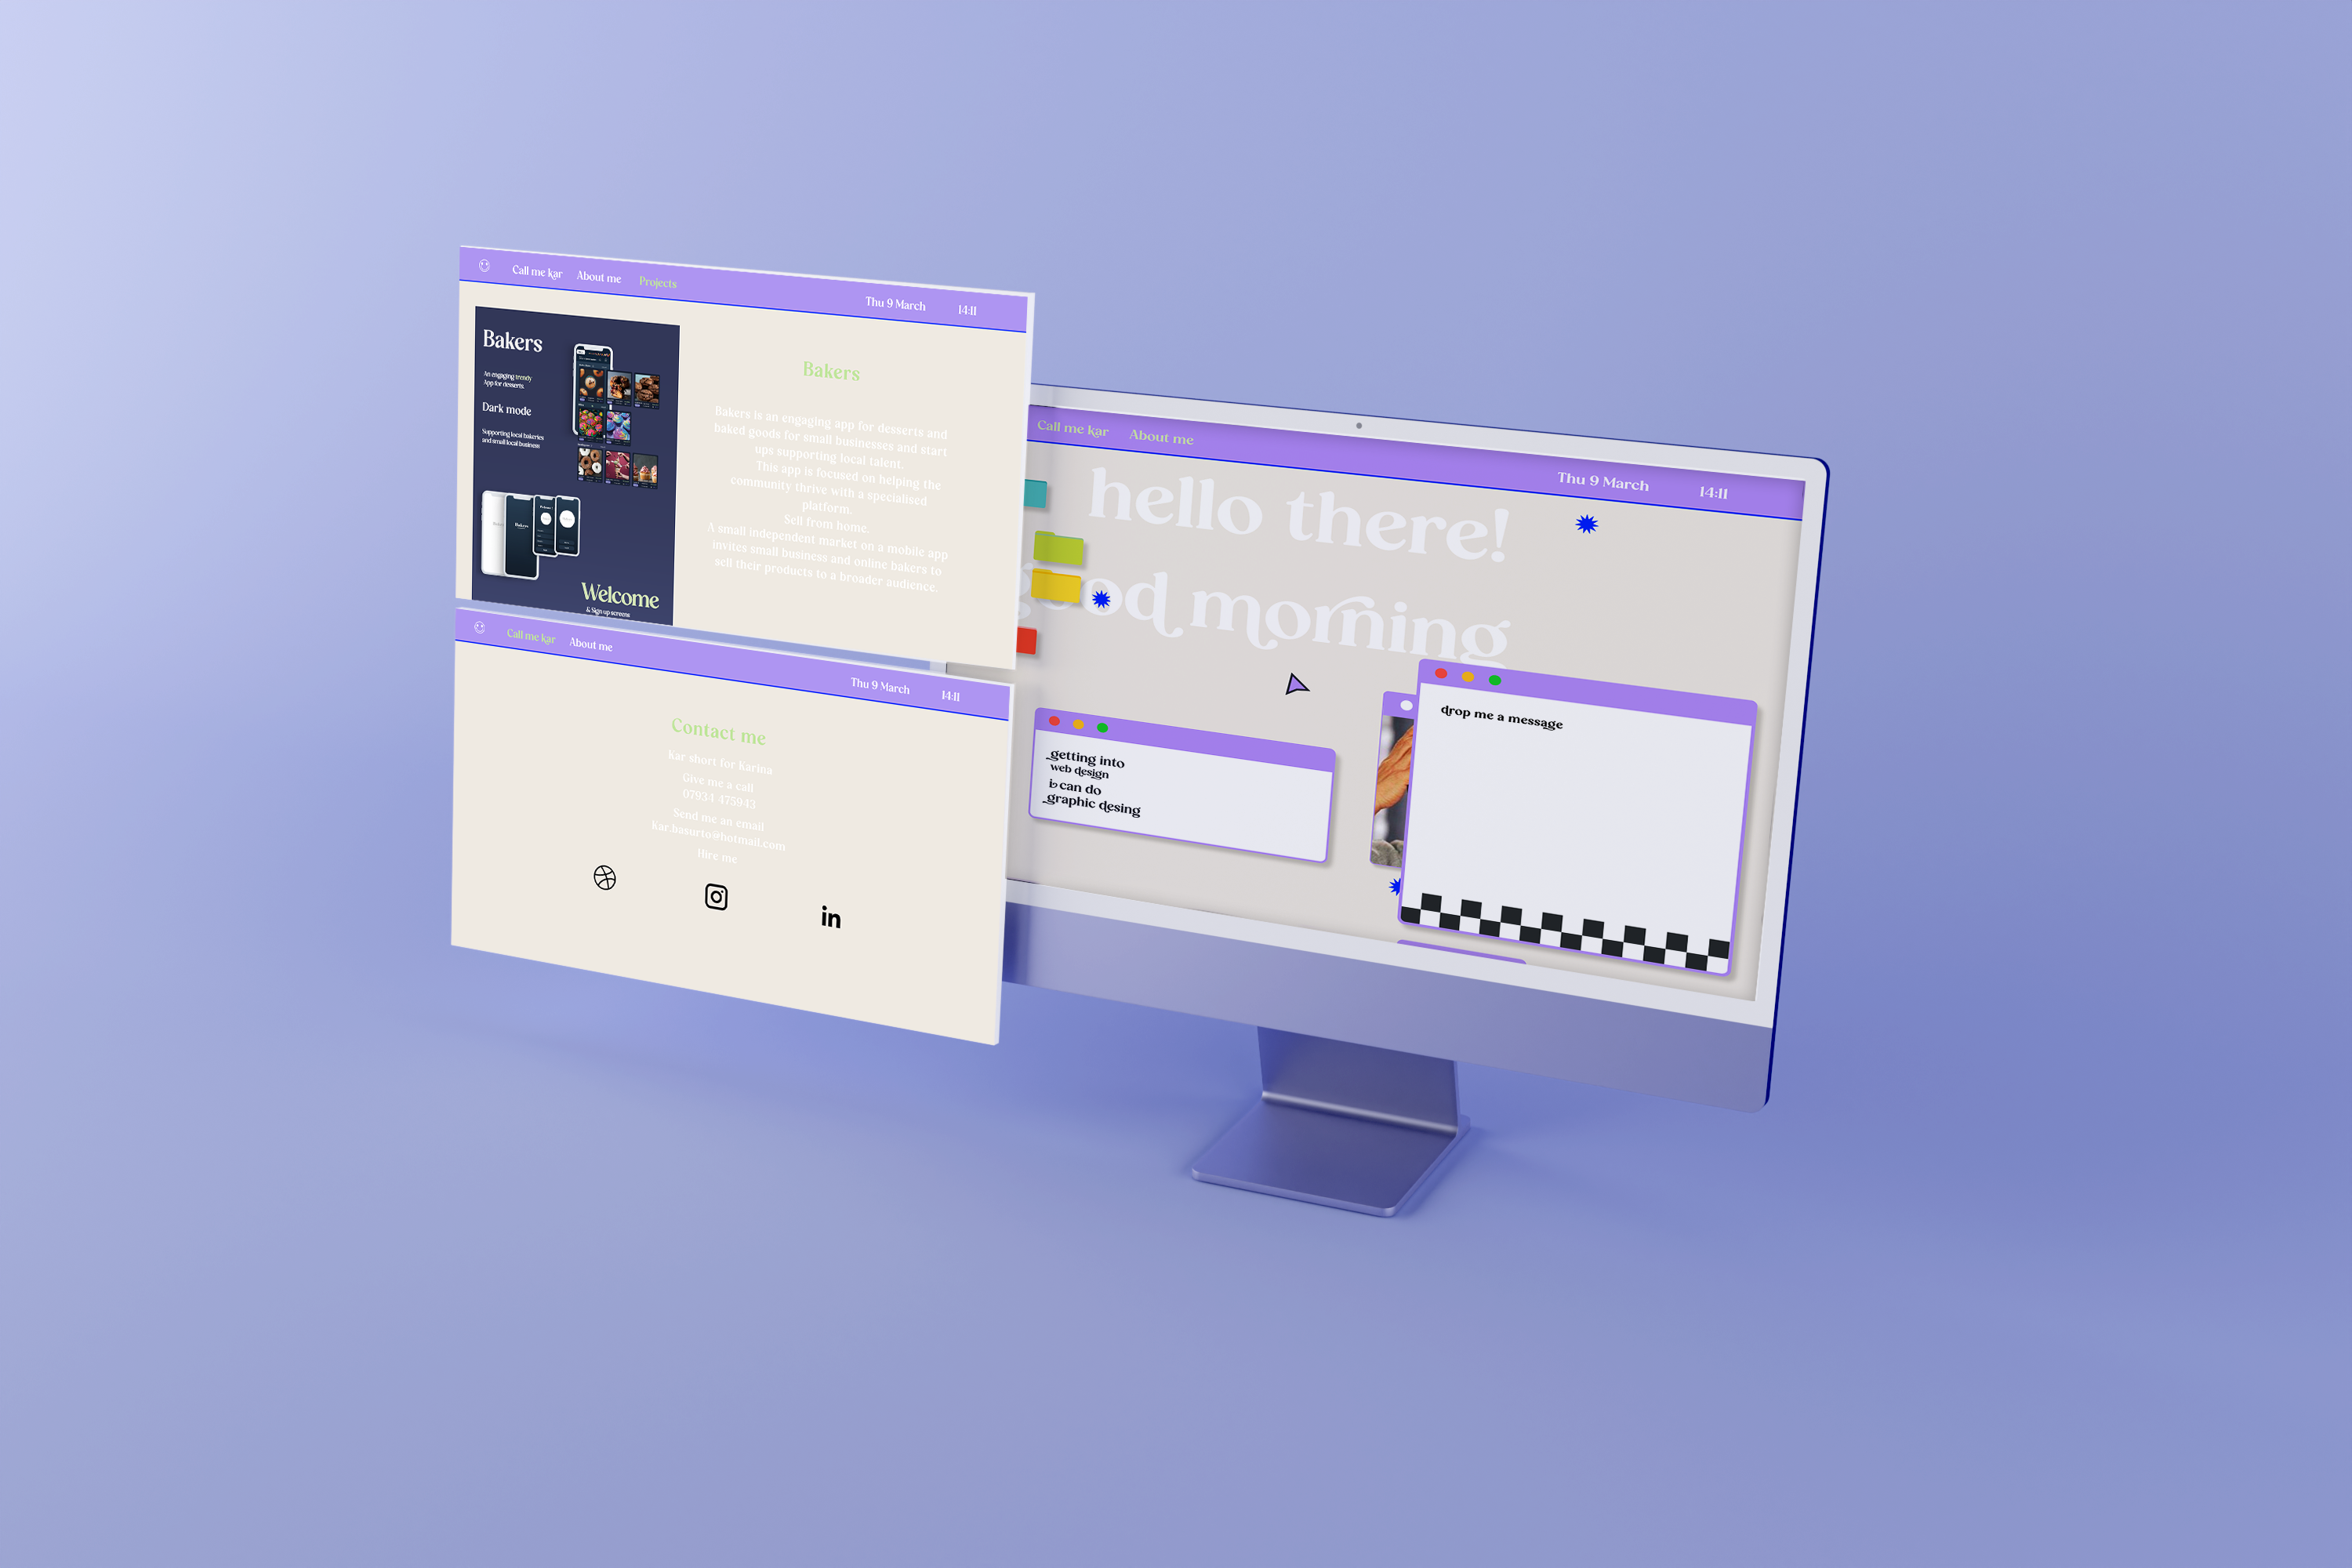 Call me kar About me Projects Thu 9 March 14:11
Bakers
An engaging trendy
App for desserts.
Dark mode
Supporting local bakeries
and small local business
Bakers
Welcome
& Sign up screens
Bakers
Bakers is an engaging app for desserts and
baked goods for small businesses and start
ups supporting local talent.
This app is focused on helping the
community thrive with a specialised
platform.
Sell from home.
A small independent market on a mobile app
invites small business and online bakers to
sell their products to a broader audience.
Call me kar About me Thu 9 March 14:11
Contact me
Kar short for Karina
Give me a call
07934 475943
Send me an email
Kar.basurto@hotmail.com
Hire me
in
Call me kar About me Thu 9 March 14:11
hello there!
good morning
getting into
web design
i can do
graphic desing
drop me a message